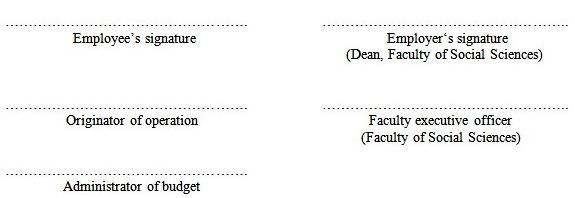 Employee's signature
Employer‘s signature
(Dean, Faculty of Social Sciences)
Originator of operation
Faculty executive officer
(Faculty of Social Sciences)
Administrator of budget